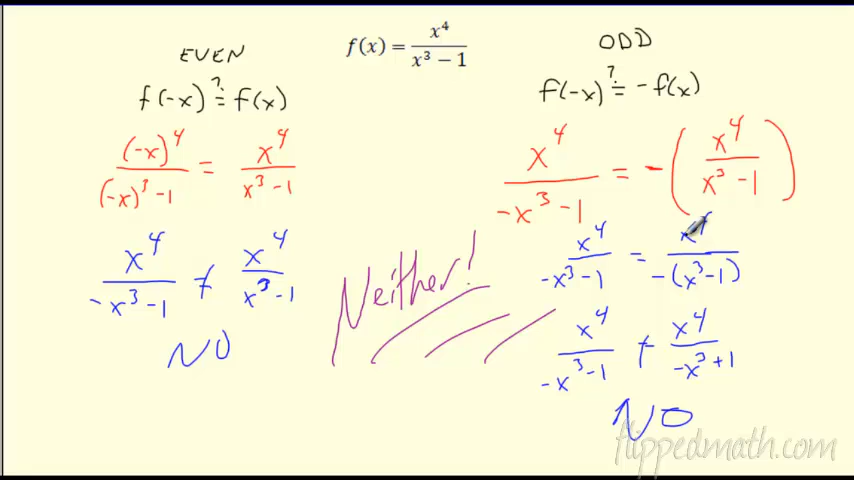 f(x) = x⁴/(x³ − 1)
EVEN
f(-x) ?= f(x)
(-x)⁴/((-x)³-1) = x⁴/(x³-1)
x⁴/(-x³-1) ≠ x⁴/(x³-1)
NO
Neither!
ODD
f(-x) ?= -f(x)
x⁴/(-x³-1) = -(x⁴/(x³-1))
x⁴/(-x³-1) = x⁴/(-(x³-1))
x⁴/(-x³-1) ≠ x⁴/(-x³+1)
NO
flippedmath.com